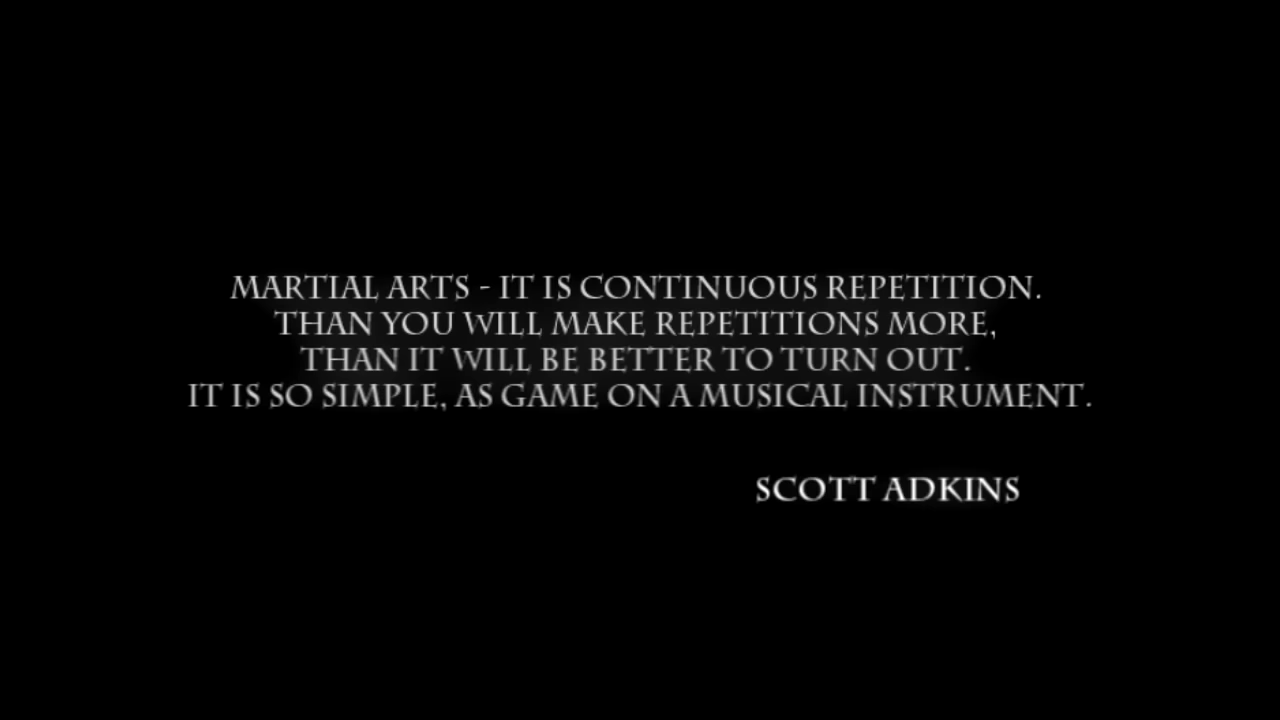 MARTIAL ARTS - IT IS CONTINUOUS REPETITION.
THAN YOU WILL MAKE REPETITIONS MORE,
THAN IT WILL BE BETTER TO TURN OUT.
IT IS SO SIMPLE, AS GAME ON A MUSICAL INSTRUMENT.
SCOTT ADKINS